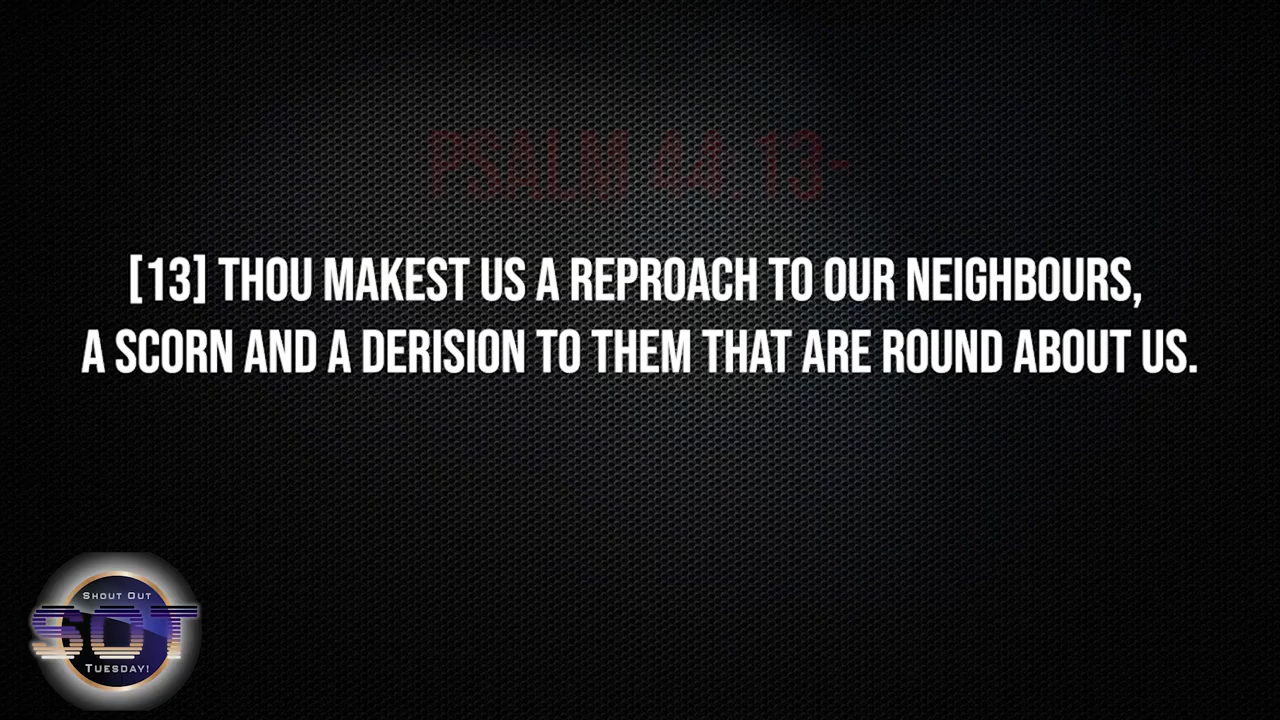 PSALM 44:13-
[13] THOU MAKEST US A REPROACH TO OUR NEIGHBOURS,
A SCORN AND A DERISION TO THEM THAT ARE ROUND ABOUT US.
SHOUT OUT
SOT
TUESDAY!